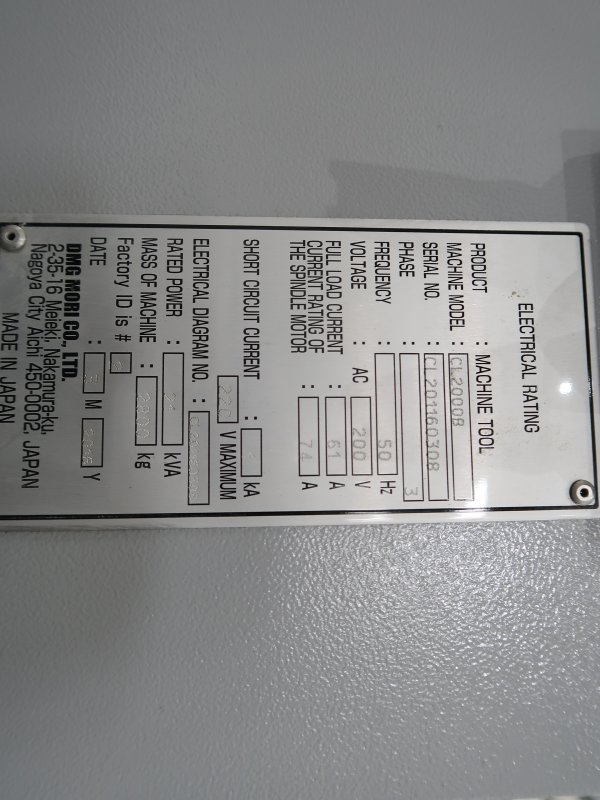 ELECTRICAL RATING
PRODUCT : MACHINE TOOL
MACHINE MODEL : CL2000B
SERIAL NO. : CL201160308
PHASE : 3
FREQUENCY : 50 Hz
VOLTAGE : AC 200 V
FULL LOAD CURRENT : 61 A
CURRENT RATING OF
THE SPINDLE MOTOR : 74 A
SHORT CIRCUIT CURRENT : kA
220 V MAXIMUM
ELECTRICAL DIAGRAM NO. :
RATED POWER : 21 kVA
MASS OF MACHINE : 2800 kg
Factory ID is #
DATE : M Y
DMG MORI CO., LTD.
2-35-16 Meieki, Nakamura-ku,
Nagoya City Aichi 450-0002, JAPAN
MADE IN JAPAN